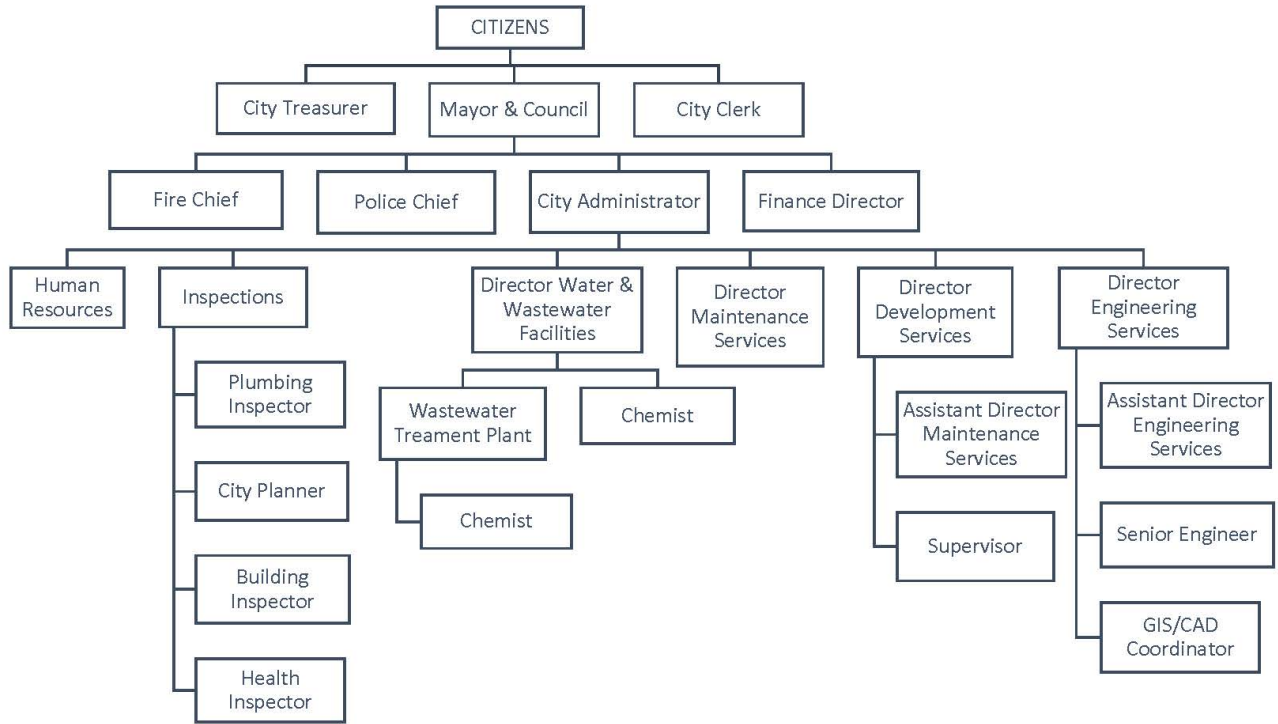 CITIZENS
City Treasurer
Mayor & Council
City Clerk
Fire Chief
Police Chief
City Administrator
Finance Director
Human
Resources
Inspections
Director Water &
Wastewater
Facilities
Director
Maintenance
Services
Director
Development
Services
Director
Engineering
Services
Plumbing
Inspector
City Planner
Building
Inspector
Health
Inspector
Wastewater
Treament Plant
Chemist
Chemist
Assistant Director
Maintenance
Services
Supervisor
Assistant Director
Engineering
Services
Senior Engineer
GIS/CAD
Coordinator